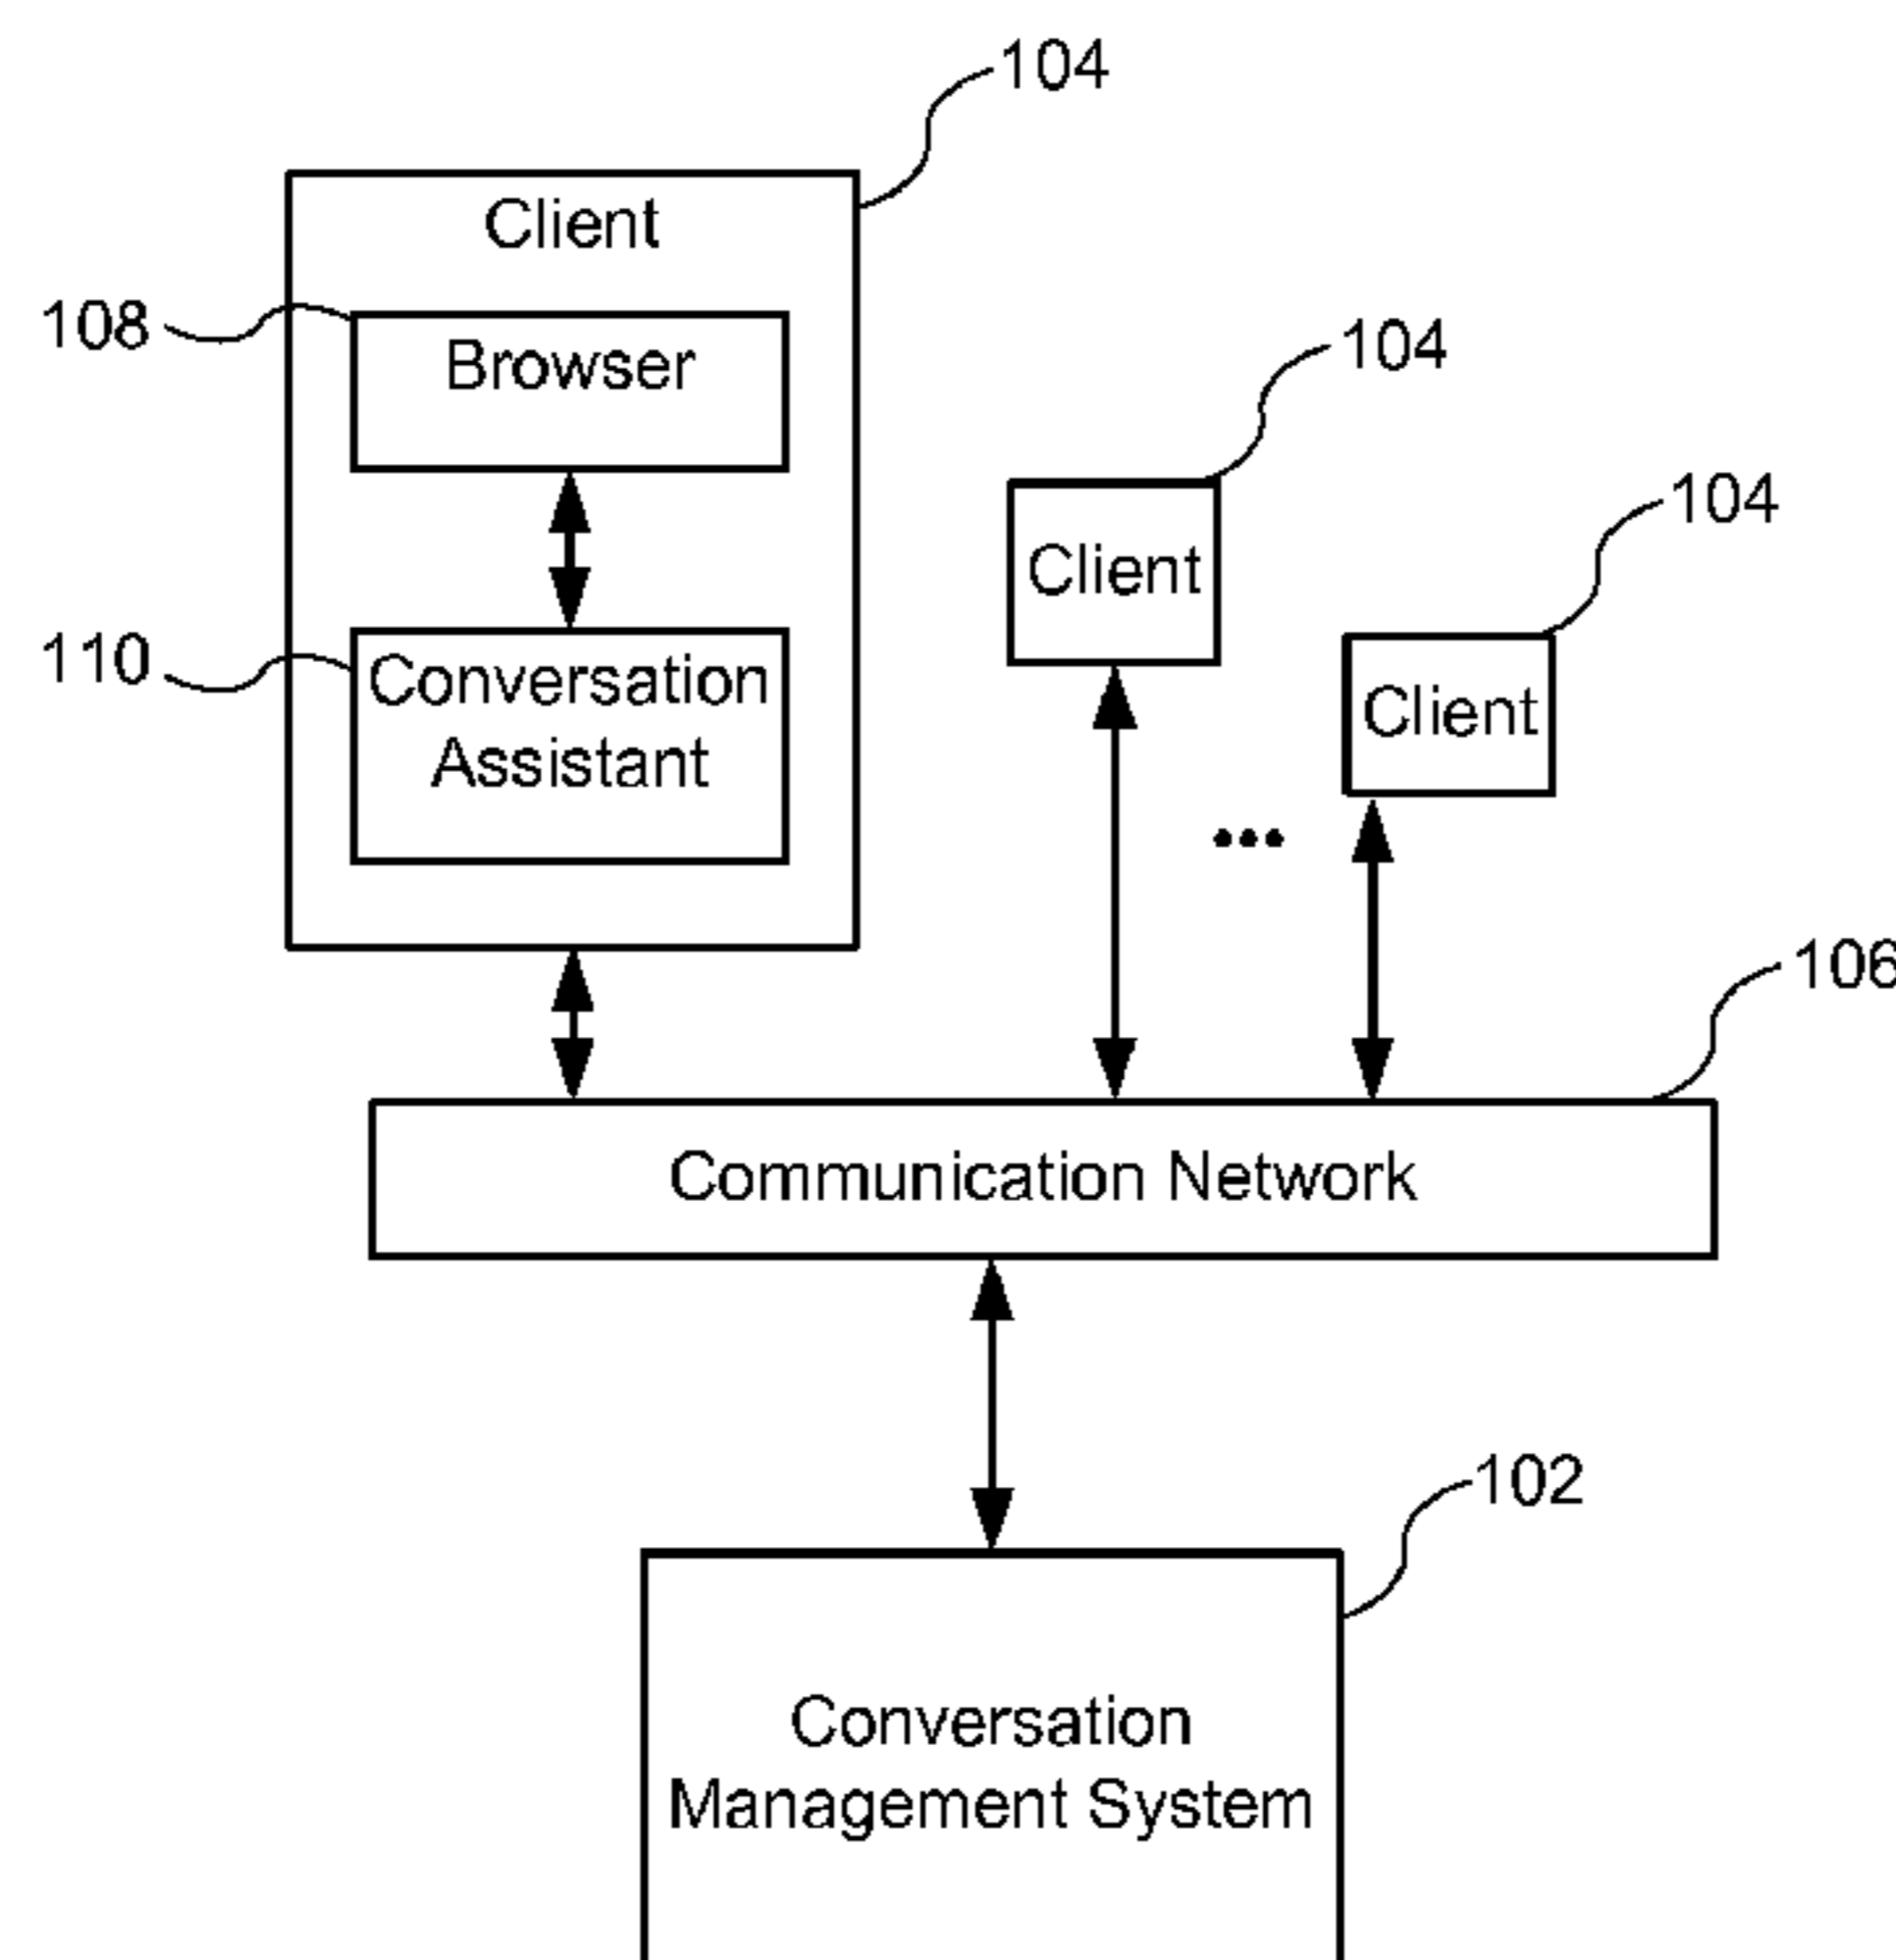 104
Client
108
Browser
104
Client
104
Client
110
Conversation
Assistant
106
Communication Network
102
Conversation
Management System